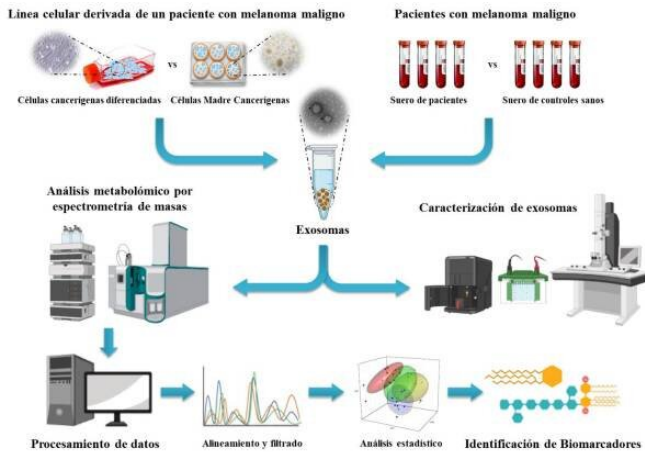 Línea celular derivada de un paciente con melanoma maligno
Pacientes con melanoma maligno
vs
vs
Células cancerígenas diferenciadas
Células Madre Cancerígenas
Suero de pacientes
Suero de controles sanos
Análisis metabolómico por
espectrometría de masas
Exosomas
Caracterización de exosomas
Procesamiento de datos
Alineamiento y filtrado
Análisis estadístico
Identificación de Biomarcadores